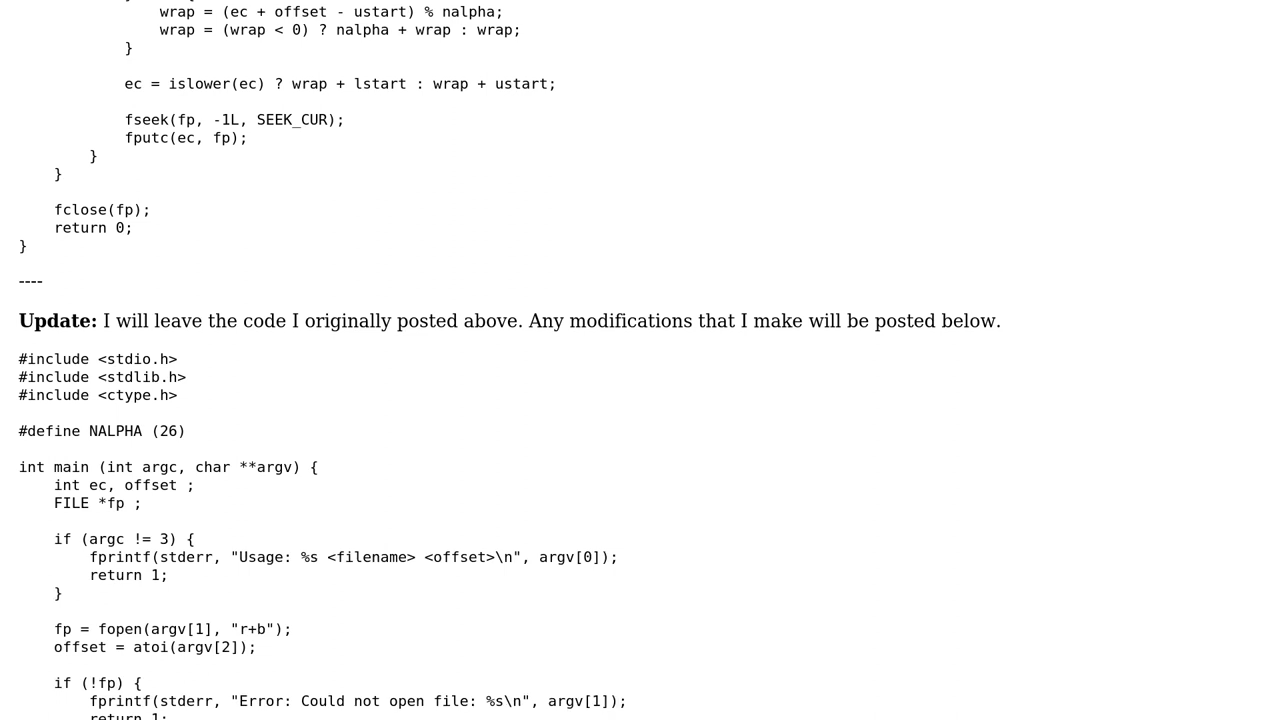 wrap = (ec + offset - ustart) % nalpha;
wrap = (wrap < 0) ? nalpha + wrap : wrap;
}
ec = islower(ec) ? wrap + lstart : wrap + ustart;
fseek(fp, -1L, SEEK_CUR);
fputc(ec, fp);
}
}
fclose(fp);
return 0;
}
----
Update: I will leave the code I originally posted above. Any modifications that I make will be posted below.
#include <stdio.h>
#include <stdlib.h>
#include <ctype.h>
#define NALPHA (26)
int main (int argc, char **argv) {
int ec, offset ;
FILE *fp ;
if (argc != 3) {
fprintf(stderr, "Usage: %s <filename> <offset>\n", argv[0]);
return 1;
}
fp = fopen(argv[1], "r+b");
offset = atoi(argv[2]);
if (!fp) {
fprintf(stderr, "Error: Could not open file: %s\n", argv[1]);
return 1;